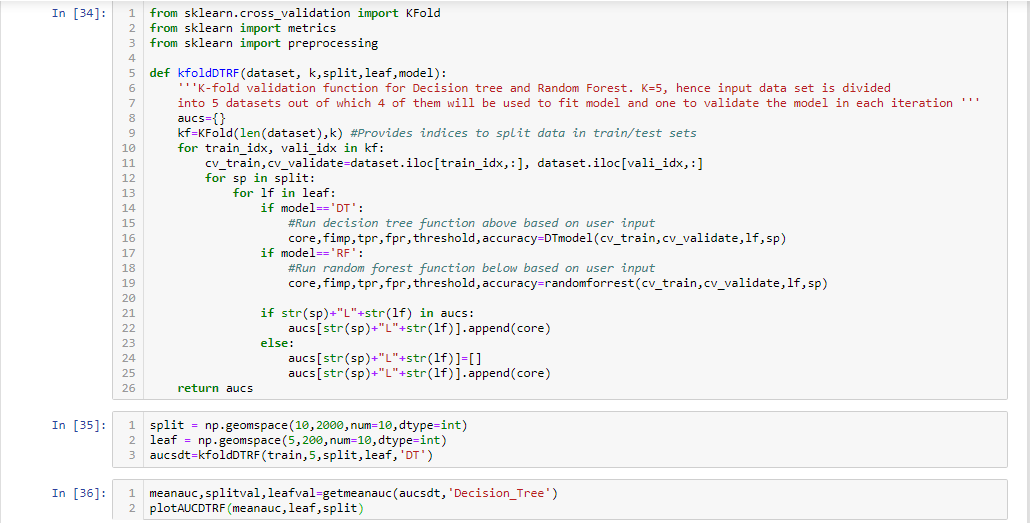 In [34]:
1 from sklearn.cross_validation import KFold
2 from sklearn import metrics
3 from sklearn import preprocessing
4
5 def kfoldDTRF(dataset, k,split,leaf,model):
6     '''K-fold validation function for Decision tree and Random Forest. K=5, hence input data set is divided
7     into 5 datasets out of which 4 of them will be used to fit model and one to validate the model in each iteration '''
8     aucs={}
9     kf=KFold(len(dataset),k) #Provides indices to split data in train/test sets
10     for train_idx, vali_idx in kf:
11         cv_train,cv_validate=dataset.iloc[train_idx,:], dataset.iloc[vali_idx,:]
12         for sp in split:
13             for lf in leaf:
14                 if model=='DT':
15                     #Run decision tree function above based on user input
16                     core,fimp,tpr,fpr,threshold,accuracy=DTmodel(cv_train,cv_validate,lf,sp)
17                 if model=='RF':
18                     #Run random forest function below based on user input
19                     core,fimp,tpr,fpr,threshold,accuracy=randomforrest(cv_train,cv_validate,lf,sp)
20
21                 if str(sp)+"L"+str(lf) in aucs:
22                     aucs[str(sp)+"L"+str(lf)].append(core)
23                 else:
24                     aucs[str(sp)+"L"+str(lf)]=[]
25                     aucs[str(sp)+"L"+str(lf)].append(core)
26     return aucs
In [35]:
1 split = np.geomspace(10,2000,num=10,dtype=int)
2 leaf = np.geomspace(5,200,num=10,dtype=int)
3 aucsdt=kfoldDTRF(train,5,split,leaf,'DT')
In [36]:
1 meanauc,splitval,leafval=getmeanauc(aucsdt,'Decision_Tree')
2 plotAUCDTRF(meanauc,leaf,split)